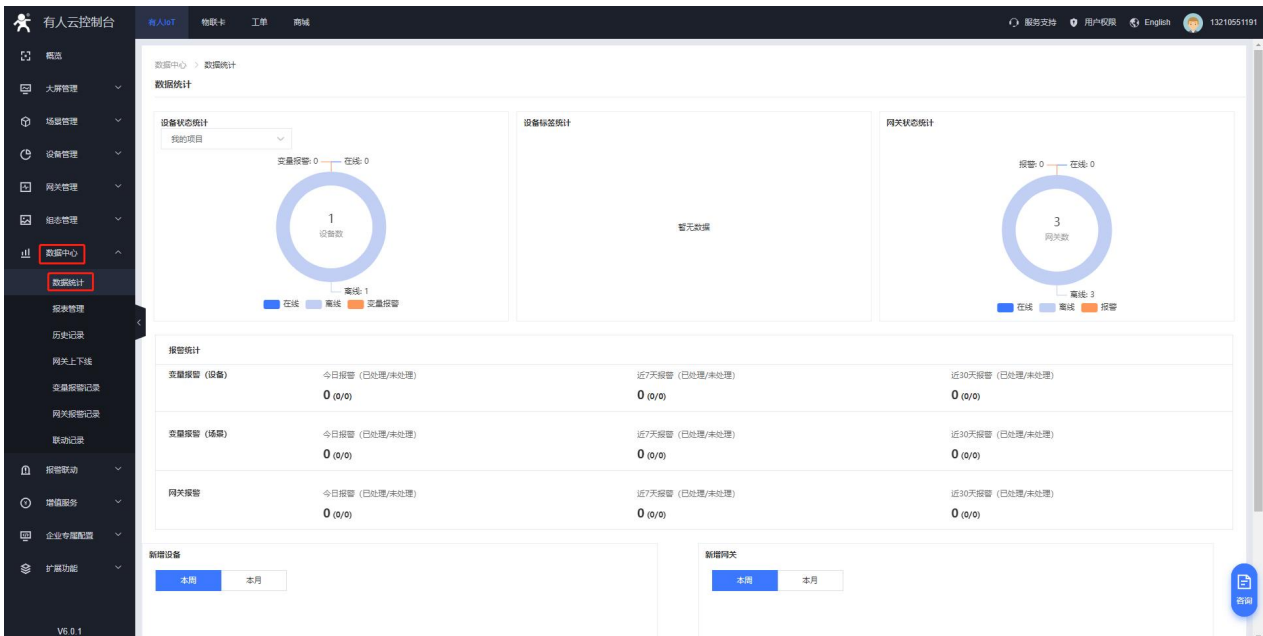 有人云控制台
有人IoT 物联卡 工单 商城
服务支持 用户权限 English 13210551191
概览
大屏管理
场景管理
设备管理
网关管理
组态管理
数据中心
数据统计
报表管理
历史记录
网关上下线
变量报警记录
网关报警记录
联动记录
报警联动
增值服务
企业专属配置
扩展功能
V6.0.1
数据中心 > 数据统计
数据统计
设备状态统计
我的项目
变量报警: 0 在线: 0
1
设备数
离线: 1
在线 离线 变量报警
设备标签统计
暂无数据
网关状态统计
报警: 0 在线: 0
3
网关数
离线: 3
在线 离线 报警
报警统计
变量报警（设备） 今日报警（已处理/未处理） 近7天报警（已处理/未处理） 近30天报警（已处理/未处理）
0 (0/0) 0 (0/0) 0 (0/0)
变量报警（场景） 今日报警（已处理/未处理） 近7天报警（已处理/未处理） 近30天报警（已处理/未处理）
0 (0/0) 0 (0/0) 0 (0/0)
网关报警 今日报警（已处理/未处理） 近7天报警（已处理/未处理） 近30天报警（已处理/未处理）
0 (0/0) 0 (0/0) 0 (0/0)
新增设备
本周 本月
新增网关
本周 本月
咨询